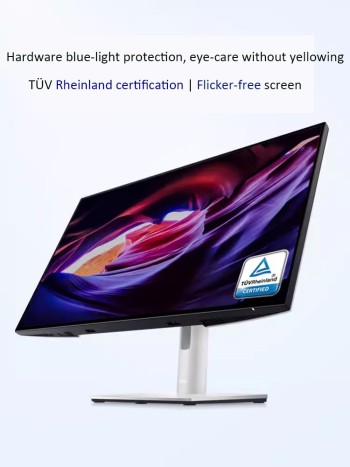 Hardware blue-light protection, eye-care without yellowing
TÜV Rheinland certification | Flicker-free screen
TÜVRheinland
CERTIFIED